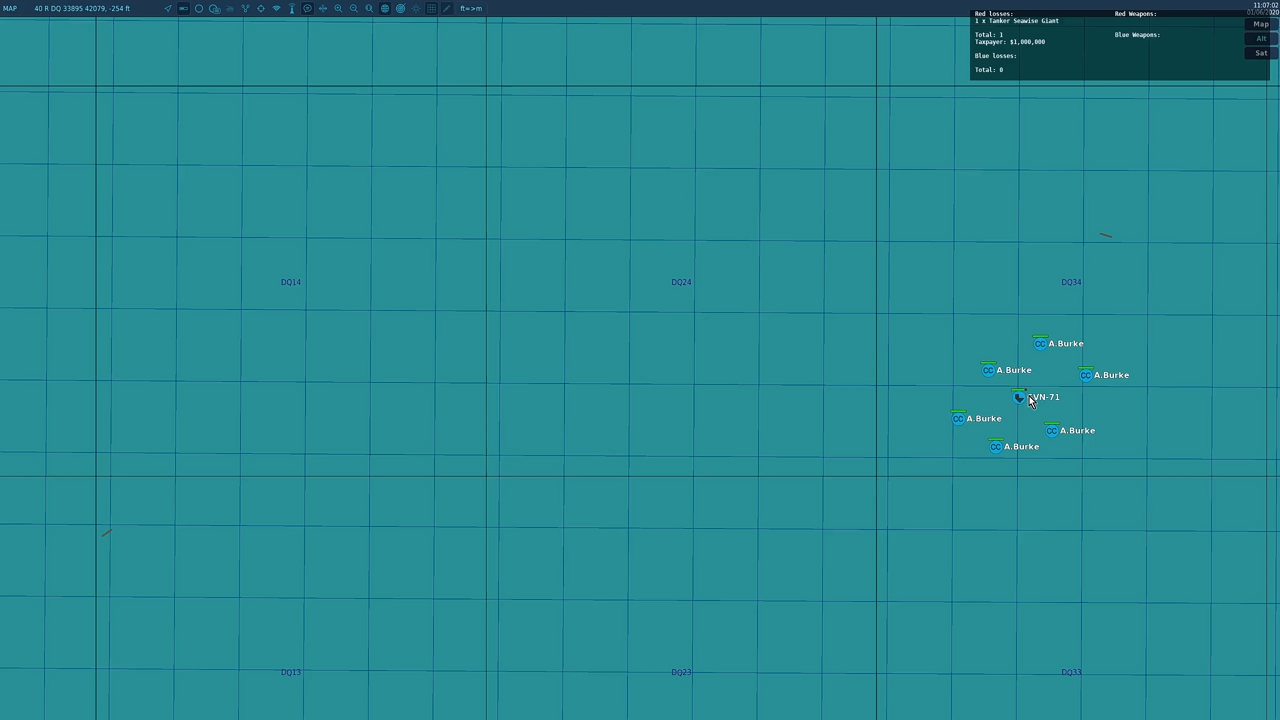 MAP 40 R DQ 33895 42079, -254 ft ft=>m 11:07:02
Red losses: Red Weapons:
1 x Tanker Seawise Giant
Map
Total: 1 Blue Weapons:
Taxpayer: $1,000,000
Alt
Blue losses:
Sat
Total: 0
DQ14 DQ24 DQ34
A.Burke
A.Burke
A.Burke
VN-71
A.Burke
A.Burke
A.Burke
DQ13 DQ23 DQ33